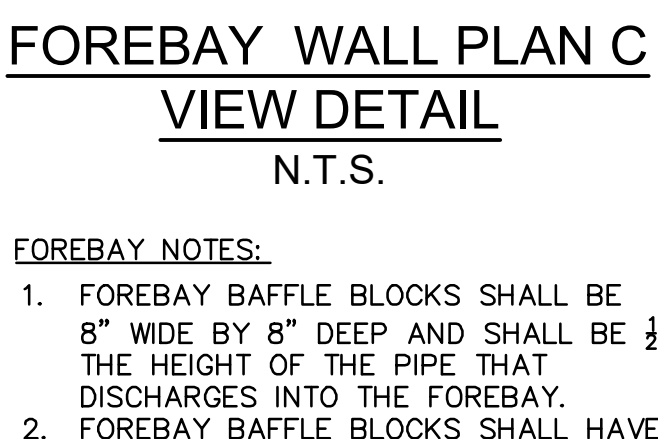 FOREBAY WALL PLAN C
VIEW DETAIL
N.T.S.
FOREBAY NOTES:
1. FOREBAY BAFFLE BLOCKS SHALL BE
8" WIDE BY 8" DEEP AND SHALL BE ½
THE HEIGHT OF THE PIPE THAT
DISCHARGES INTO THE FOREBAY.
2. FOREBAY BAFFLE BLOCKS SHALL HAVE